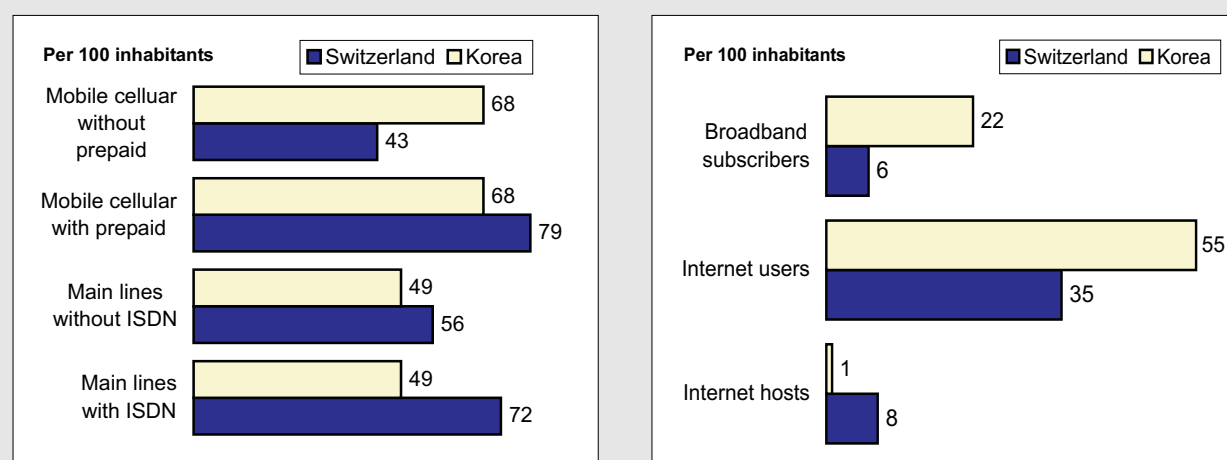 Per 100 inhabitants
Switzerland Korea
Mobile celluar
without
prepaid
68
43
Mobile cellular
with prepaid
68
79
Main lines
without ISDN
49
56
Main lines
with ISDN
49
72
Per 100 inhabitants
Switzerland Korea
Broadband
subscribers
22
6
Internet users
55
35
Internet hosts
1
8